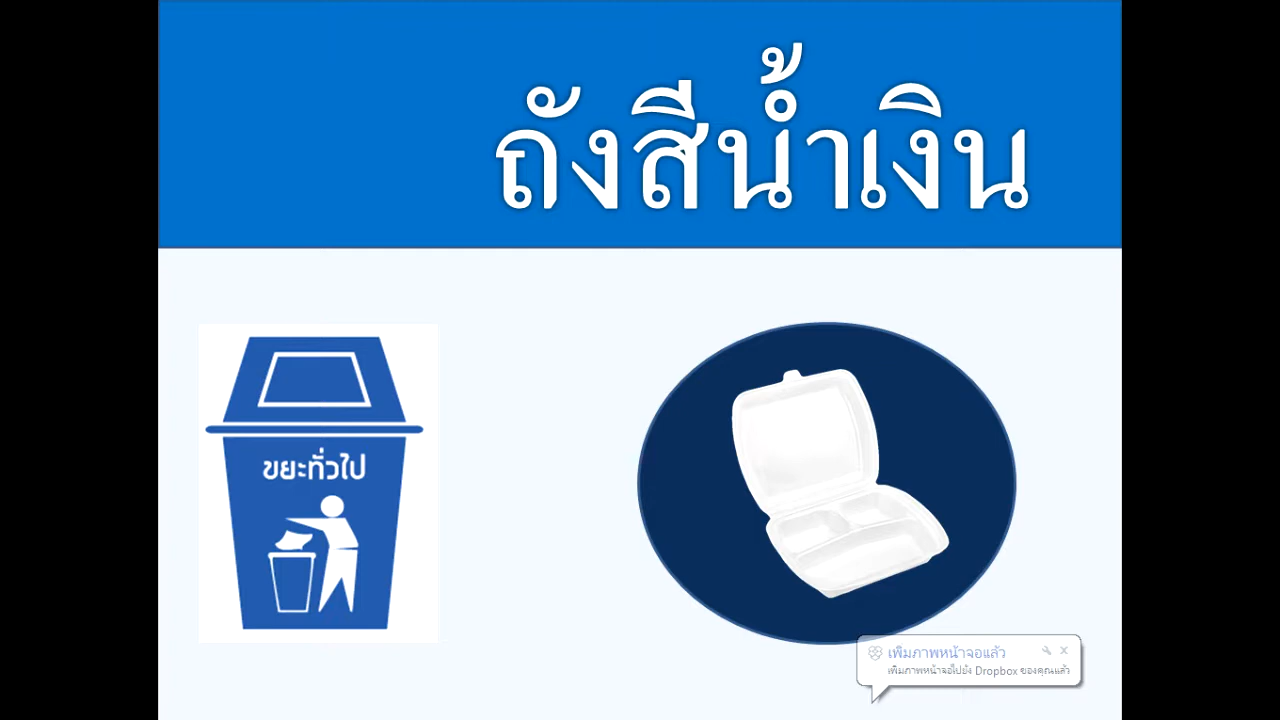 ถังสีน้ำเงิน
ขยะทั่วไป
เพิ่มภาพหน้าจอแล้ว
เพิ่มภาพหน้าจอไปยัง Dropbox ของคุณแล้ว